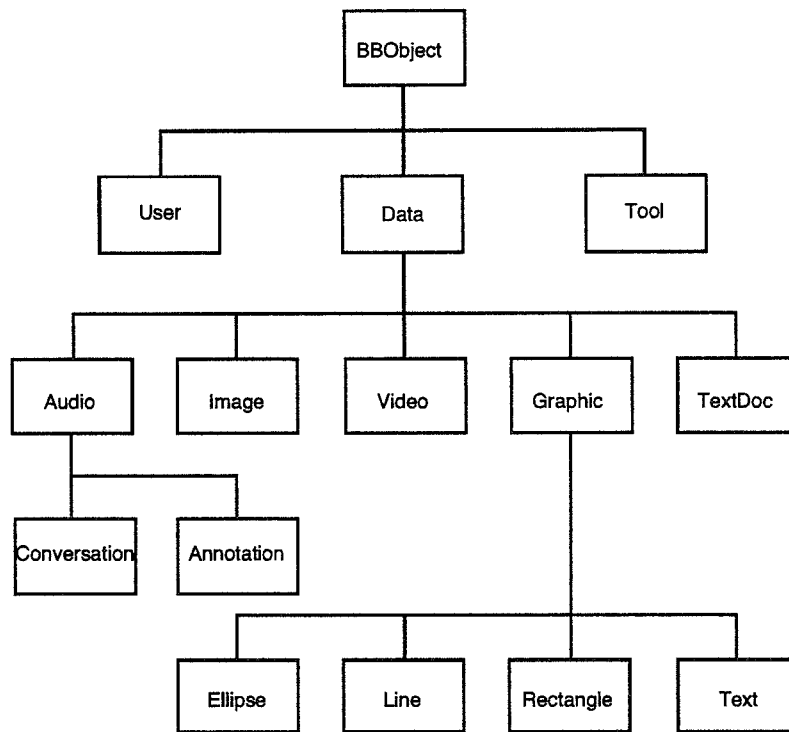 BBObject
User
Data
Tool
Audio
Image
Video
Graphic
TextDoc
Conversation
Annotation
Ellipse
Line
Rectangle
Text